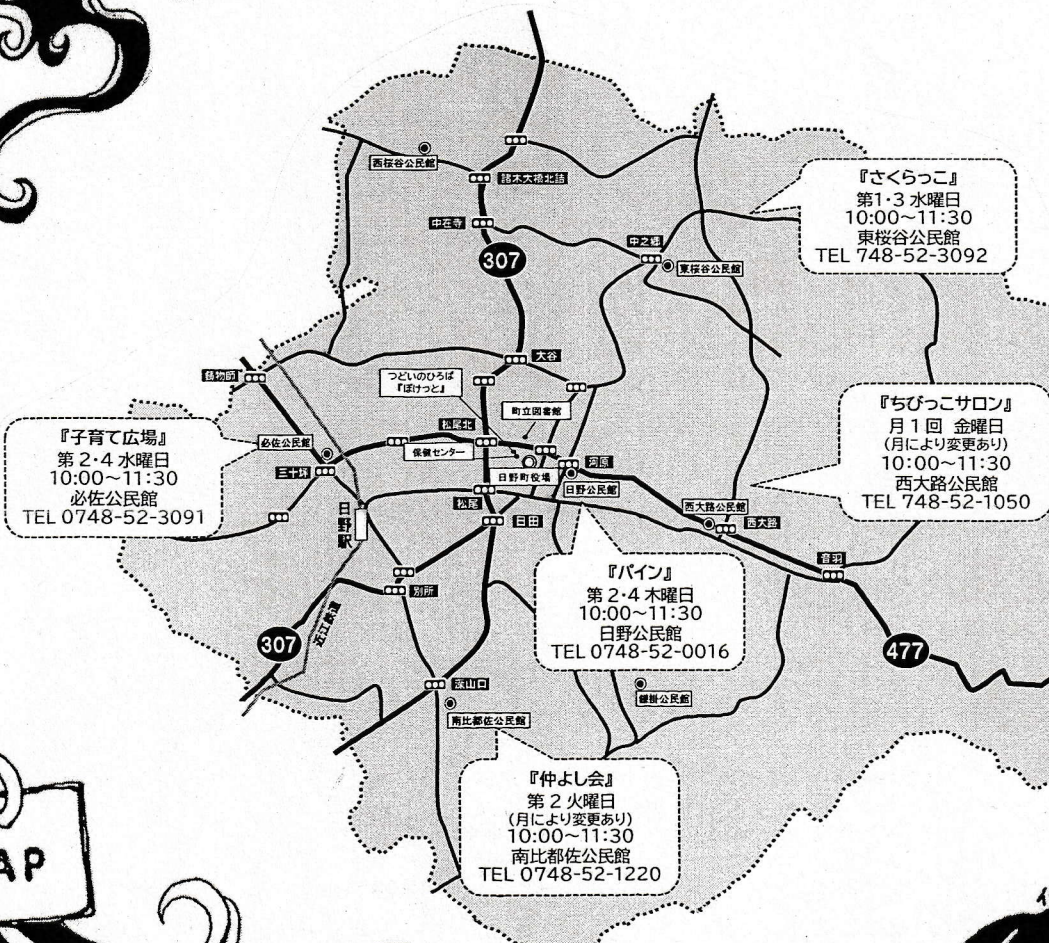 西桜谷公民館
諸木大橋北詰
中在寺
307
中之郷
東桜谷公民館
『さくらっこ』
第1・3 水曜日
10:00～11:30
東桜谷公民館
TEL 748-52-3092
大谷
鋳物師
つどいのひろば
『ぽけっと』
町立図書館
『ちびっこサロン』
月1回 金曜日
(月により変更あり)
10:00～11:30
西大路公民館
TEL 748-52-1050
『子育て広場』
第2・4 水曜日
10:00～11:30
必佐公民館
TEL 0748-52-3091
必佐公民館
松尾北
保健センター
三十坪
日野町役場
河原
日野公民館
日野駅
松尾
日田
西大路公民館
西大路
音羽
『パイン』
第2・4 木曜日
10:00～11:30
日野公民館
TEL 0748-52-0016
別所
307
近江鉄道
477
鎌掛公民館
南比都佐公民館
『仲よし会』
第2火曜日
(月により変更あり)
10:00～11:30
南比都佐公民館
TEL 0748-52-1220
AP